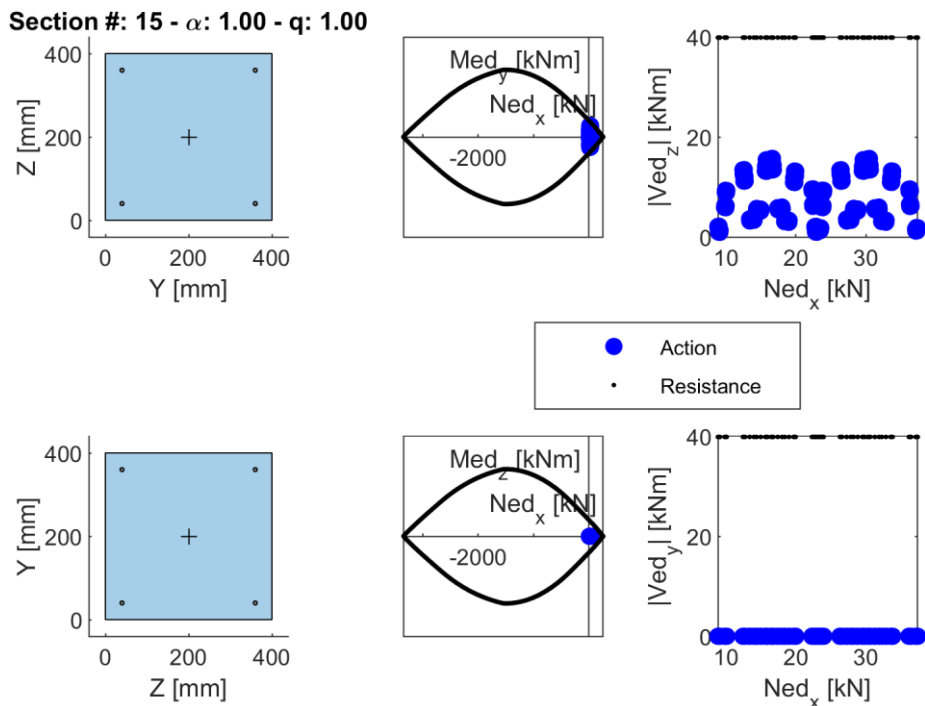 Section #: 15 - α: 1.00 - q: 1.00
400
200
0
Z [mm]
0 200 400
Y [mm]
Med_y [kNm]
Ned_x [kN]
-2000
40
20
0
|Ved_z| [kNm]
10 20 30
Ned_x [kN]
Action
Resistance
400
200
0
Y [mm]
0 200 400
Z [mm]
Med_z [kNm]
Ned_x [kN]
-2000
40
20
0
|Ved_y| [kNm]
10 20 30
Ned_x [kN]